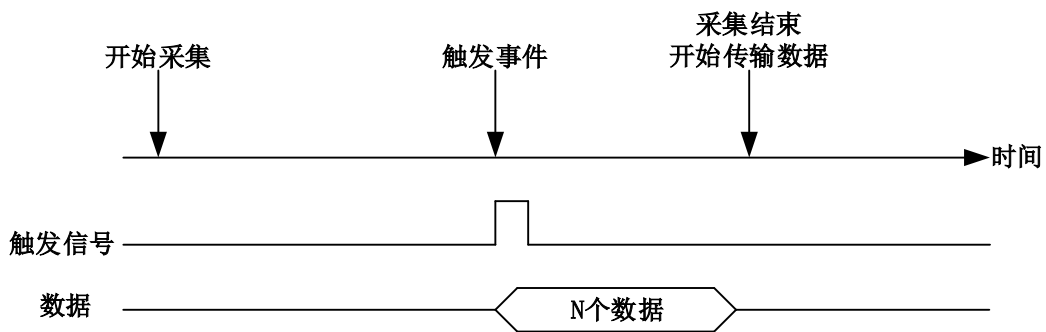 开始采集
触发事件
采集结束
开始传输数据
时间
触发信号
数据
N个数据